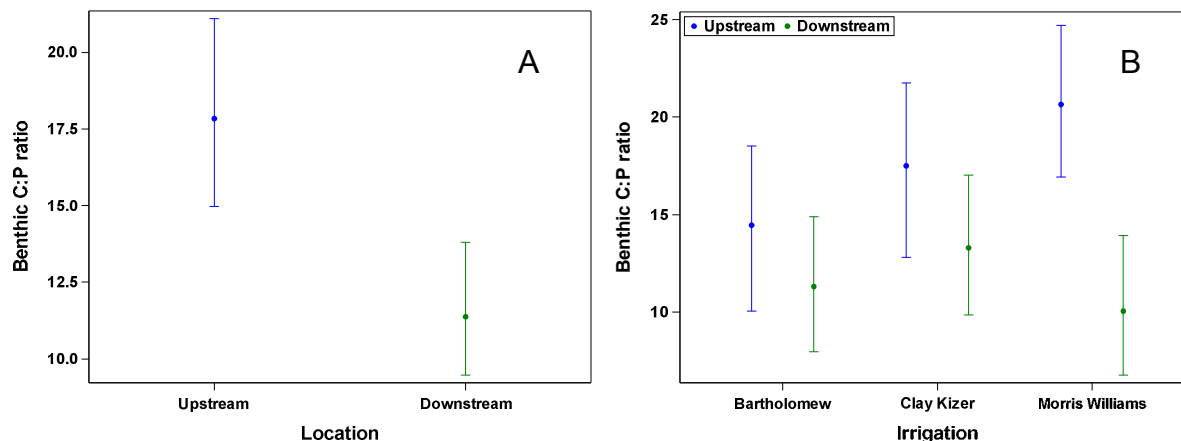 A
Benthic C:P ratio
20.0
17.5
15.0
12.5
10.0
Upstream Downstream
Location
B
Upstream Downstream
Benthic C:P ratio
25
20
15
10
Bartholomew Clay Kizer Morris Williams
Irrigation